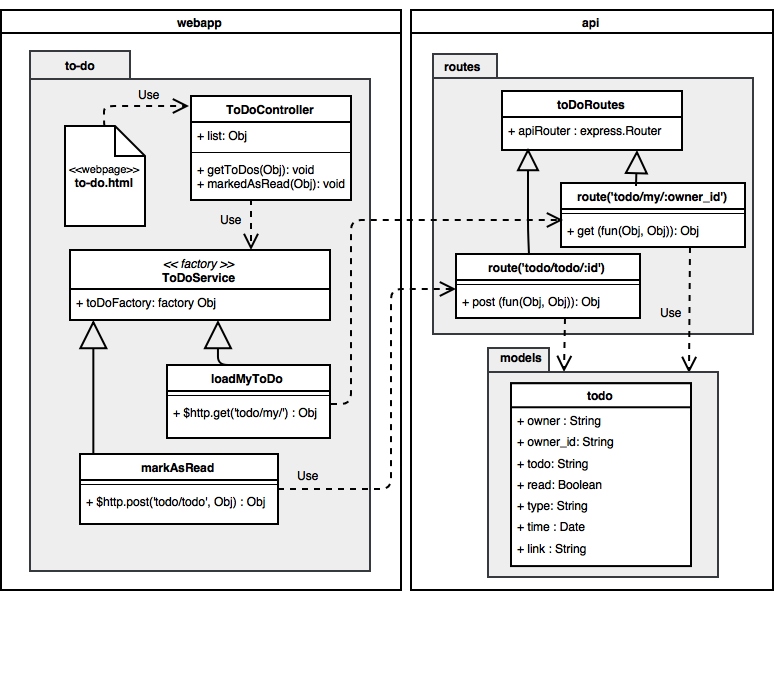 webapp
to-do
Use
<<webpage>>
to-do.html
ToDoController
+ list: Obj
+ getToDos(Obj): void
+ markedAsRead(Obj): void
Use
<< factory >>
ToDoService
+ toDoFactory: factory Obj
loadMyToDo
+ $http.get('todo/my/') : Obj
markAsRead
+ $http.post('todo/todo', Obj) : Obj
Use
api
routes
toDoRoutes
+ apiRouter : express.Router
route('todo/my/:owner_id')
+ get (fun(Obj, Obj)): Obj
route('todo/todo/:id')
+ post (fun(Obj, Obj)): Obj
Use
models
todo
+ owner : String
+ owner_id: String
+ todo: String
+ read: Boolean
+ type: String
+ time : Date
+ link : String